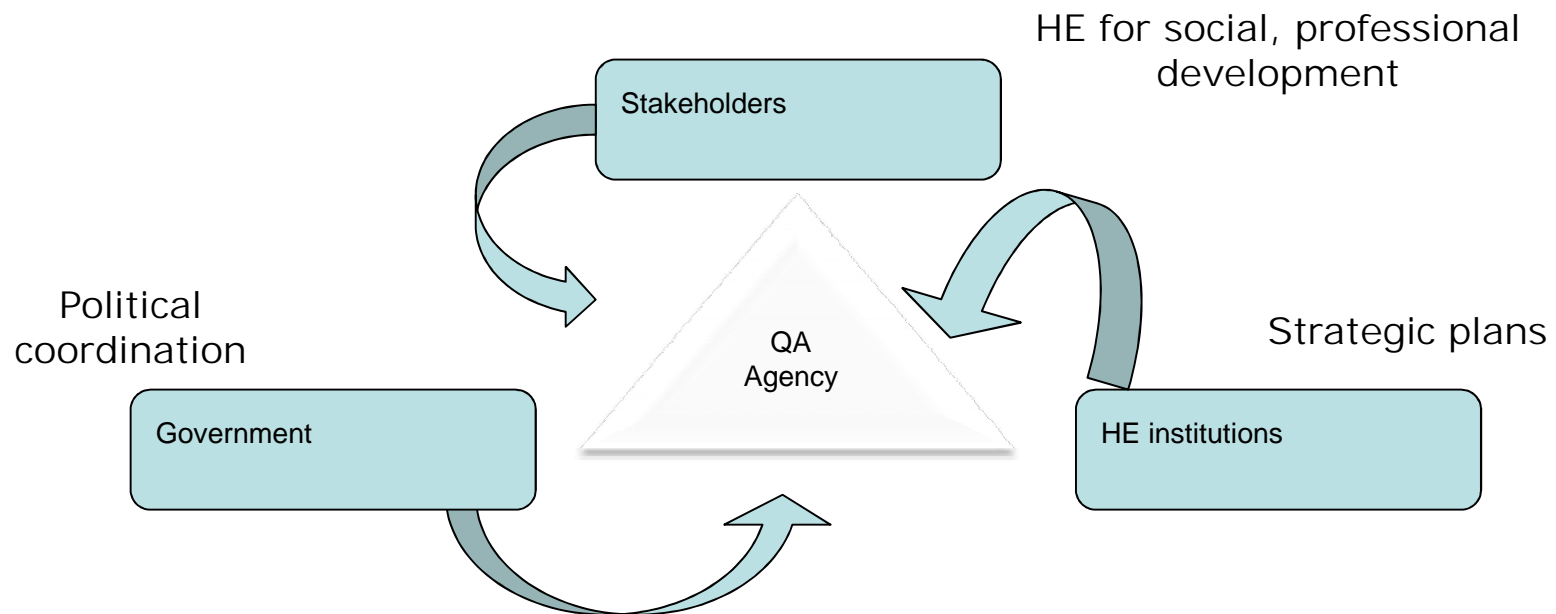 HE for social, professional
development
Stakeholders
Political
coordination
QA
Agency
Strategic plans
Government
HE institutions